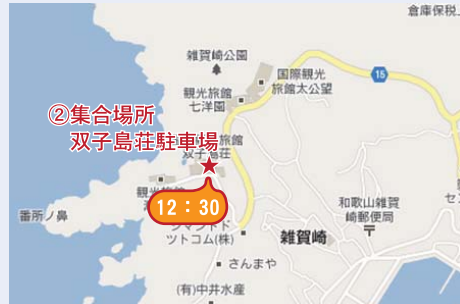 倉庫保税
雑賀崎公園
国際観光
旅館太公望
15
観光旅館
七洋園
②集合場所
双子島荘駐車場
旅館
双子島荘
観光
12：30
番所ノ鼻
和歌山雑賀
崎郵便局
ツトコム(株)
雑賀崎
さんまや
(有)中井水産